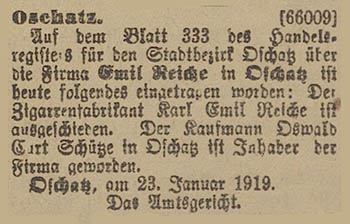 Oschatz. [66009]
Auf dem Blatt 333 des Handels-
registers für den Stadtbezirk Oschatz über
die Firma Emil Reiche in Oschatz ist
heute folgendes eingetragen worden: Der
Zigarrenfabrikant Karl Emil Reiche ist
ausgeschieden. Der Kaufmann Oswald
Curt Schütze in Oschatz ist Inhaber der
Firma geworden.
Oschatz, am 23. Januar 1919.
Das Amtsgericht.